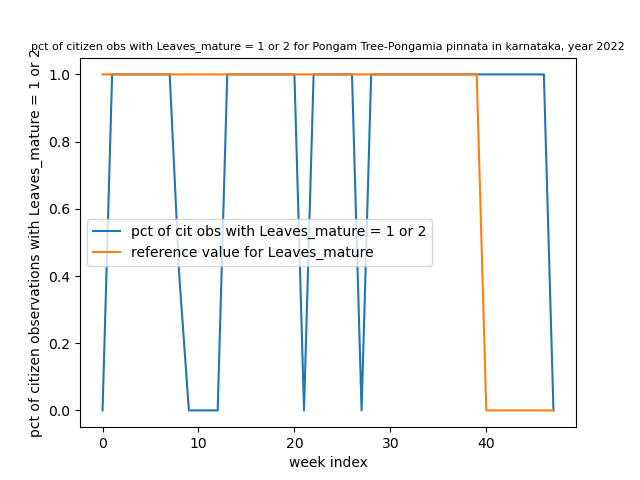 pct of citizen obs with Leaves_mature = 1 or 2 for Pongam Tree-Pongamia pinnata in karnataka, year 2022
pct of citizen observations with Leaves_mature = 1 or 2
1.0
0.8
0.6
0.4
0.2
0.0
pct of cit obs with Leaves_mature = 1 or 2
reference value for Leaves_mature
0 10 20 30 40
week index